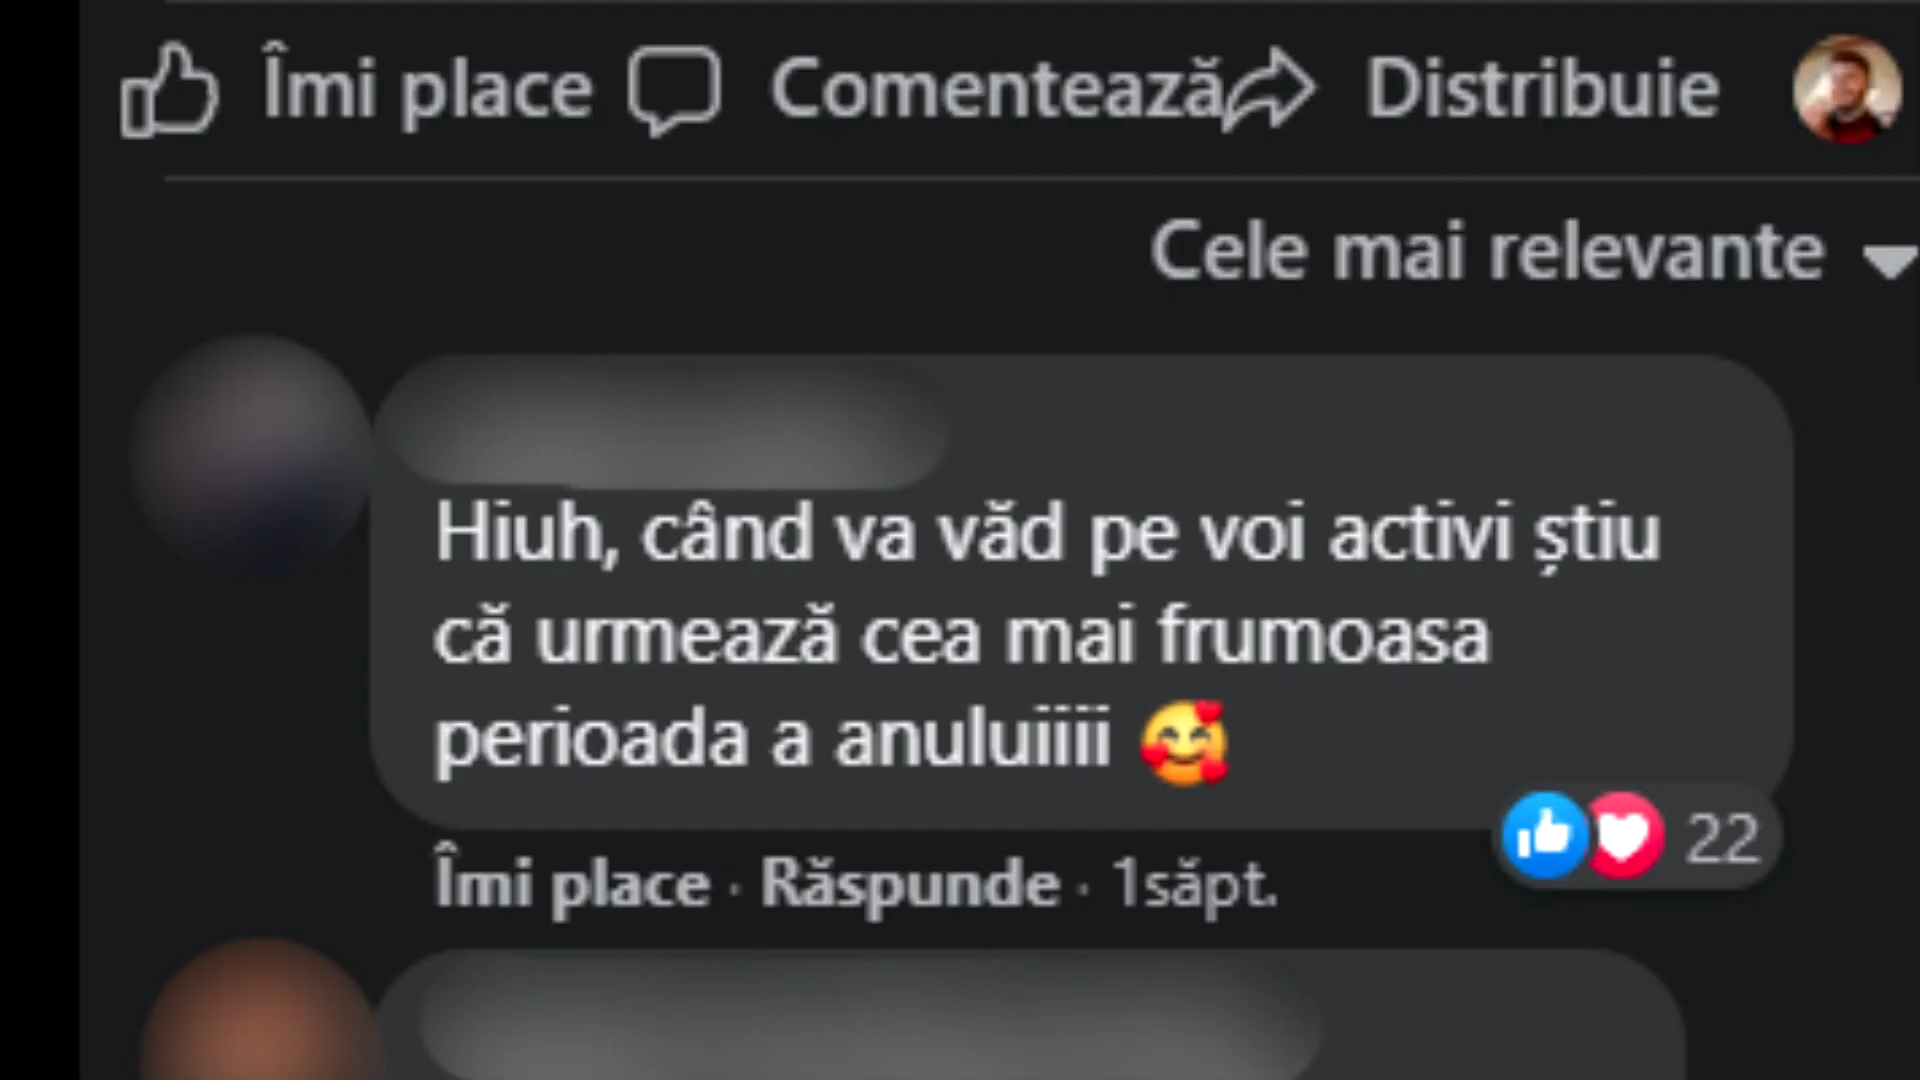 Îmi place Comentează Distribuie
Cele mai relevante
Hiuh, când va văd pe voi activi știu
că urmează cea mai frumoasa
perioada a anuluiiii 🥰
Îmi place · Răspunde · 1săpt.
22